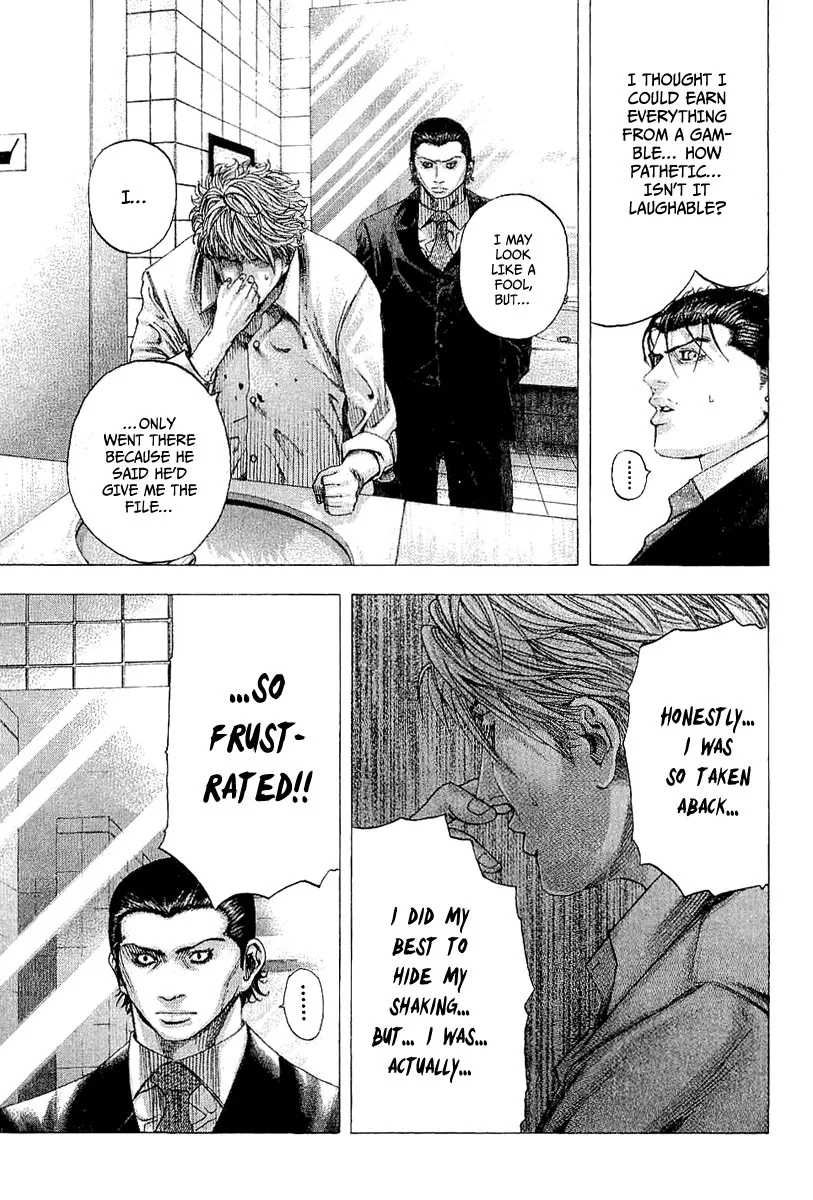 I THOUGHT I
COULD EARN
EVERYTHING
FROM A GAM-
BLE... HOW
PATHETIC...
ISN'T IT
LAUGHABLE?
......
I MAY
LOOK
LIKE A
FOOL,
BUT...
I...
...ONLY
WENT THERE
BECAUSE HE
SAID HE'D
GIVE ME THE
FILE...
HONESTLY...
I WAS
SO TAKEN
ABACK...
I DID MY
BEST TO
HIDE MY
SHAKING...
BUT... I WAS...
ACTUALLY...
...SO
FRUST-
RATED!!
......